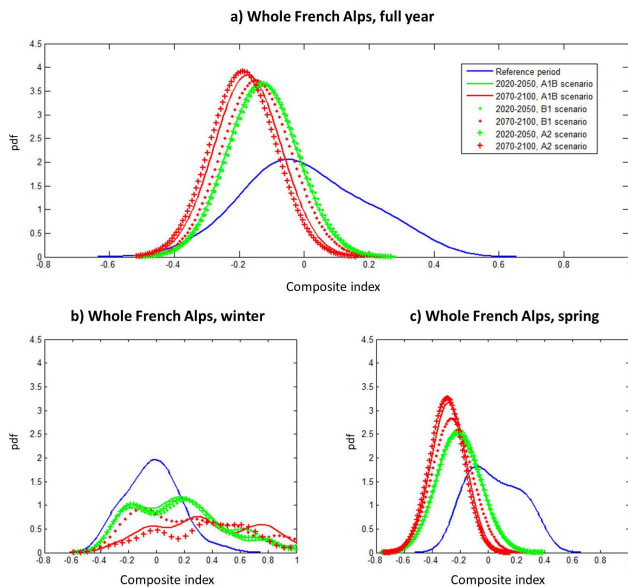 a) Whole French Alps, full year
4.5
4
3.5
3
2.5
2
1.5
1
0.5
0
pdf
Reference period
2020-2050, A1B scenario
2070-2100, A1B scenario
2020-2050, B1 scenario
2070-2100, B1 scenario
2020-2050, A2 scenario
2070-2100, A2 scenario
-0.8 -0.6 -0.4 -0.2 0 0.2 0.4 0.6 0.8 1
Composite index
b) Whole French Alps, winter
4.5
4
3.5
3
2.5
2
1.5
1
0.5
0
pdf
-0.8 -0.6 -0.4 -0.2 0 0.2 0.4 0.6 0.8 1
Composite index
c) Whole French Alps, spring
4.5
4
3.5
3
2.5
2
1.5
1
0.5
0
pdf
-0.8 -0.6 -0.4 -0.2 0 0.2 0.4 0.6 0.8 1
Composite index